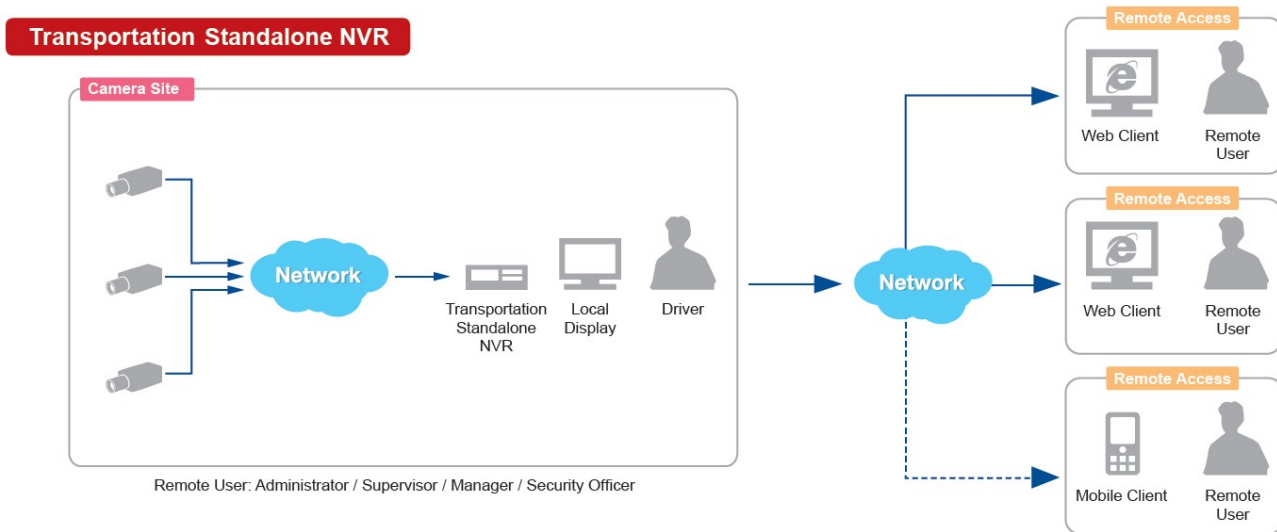 Transportation Standalone NVR
Camera Site
Network
Transportation
Standalone
NVR
Local
Display
Driver
Remote User: Administrator / Supervisor / Manager / Security Officer
Network
Remote Access
Web Client
Remote
User
Remote Access
Web Client
Remote
User
Remote Access
Mobile Client
Remote
User